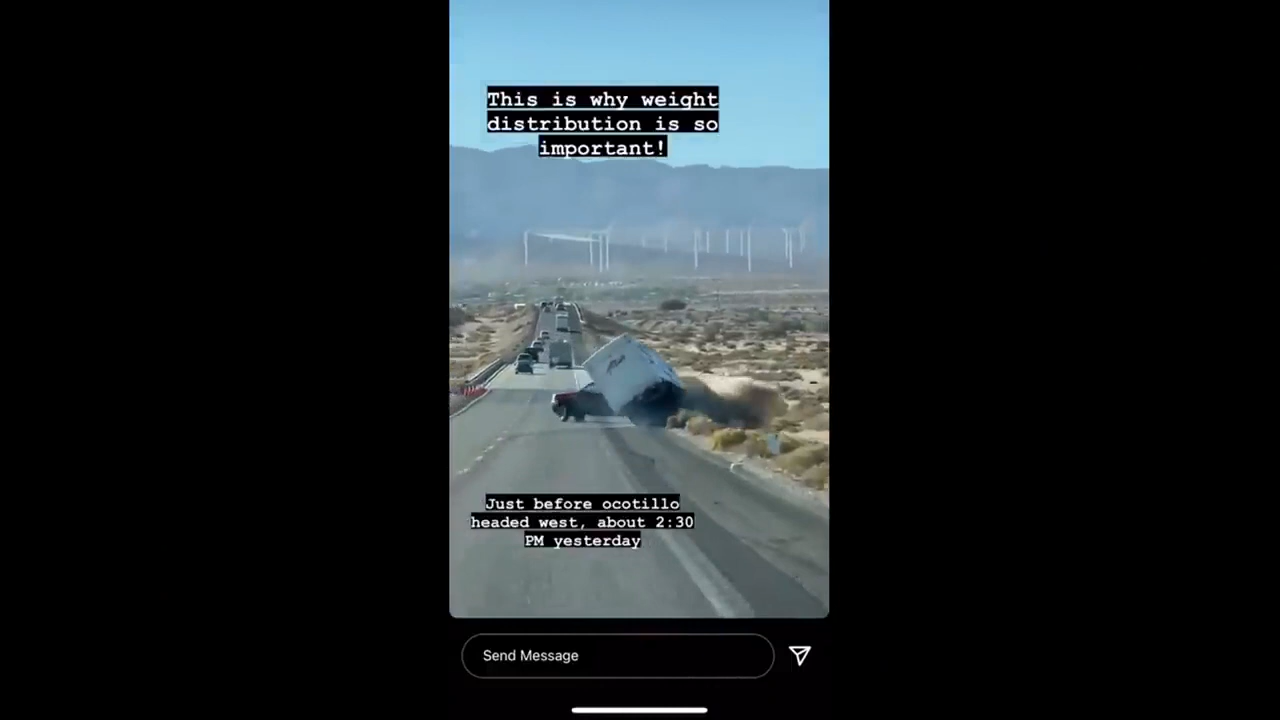 This is why weight
distribution is so
important!
Just before ocotillo
headed west, about 2:30
PM yesterday
Send Message